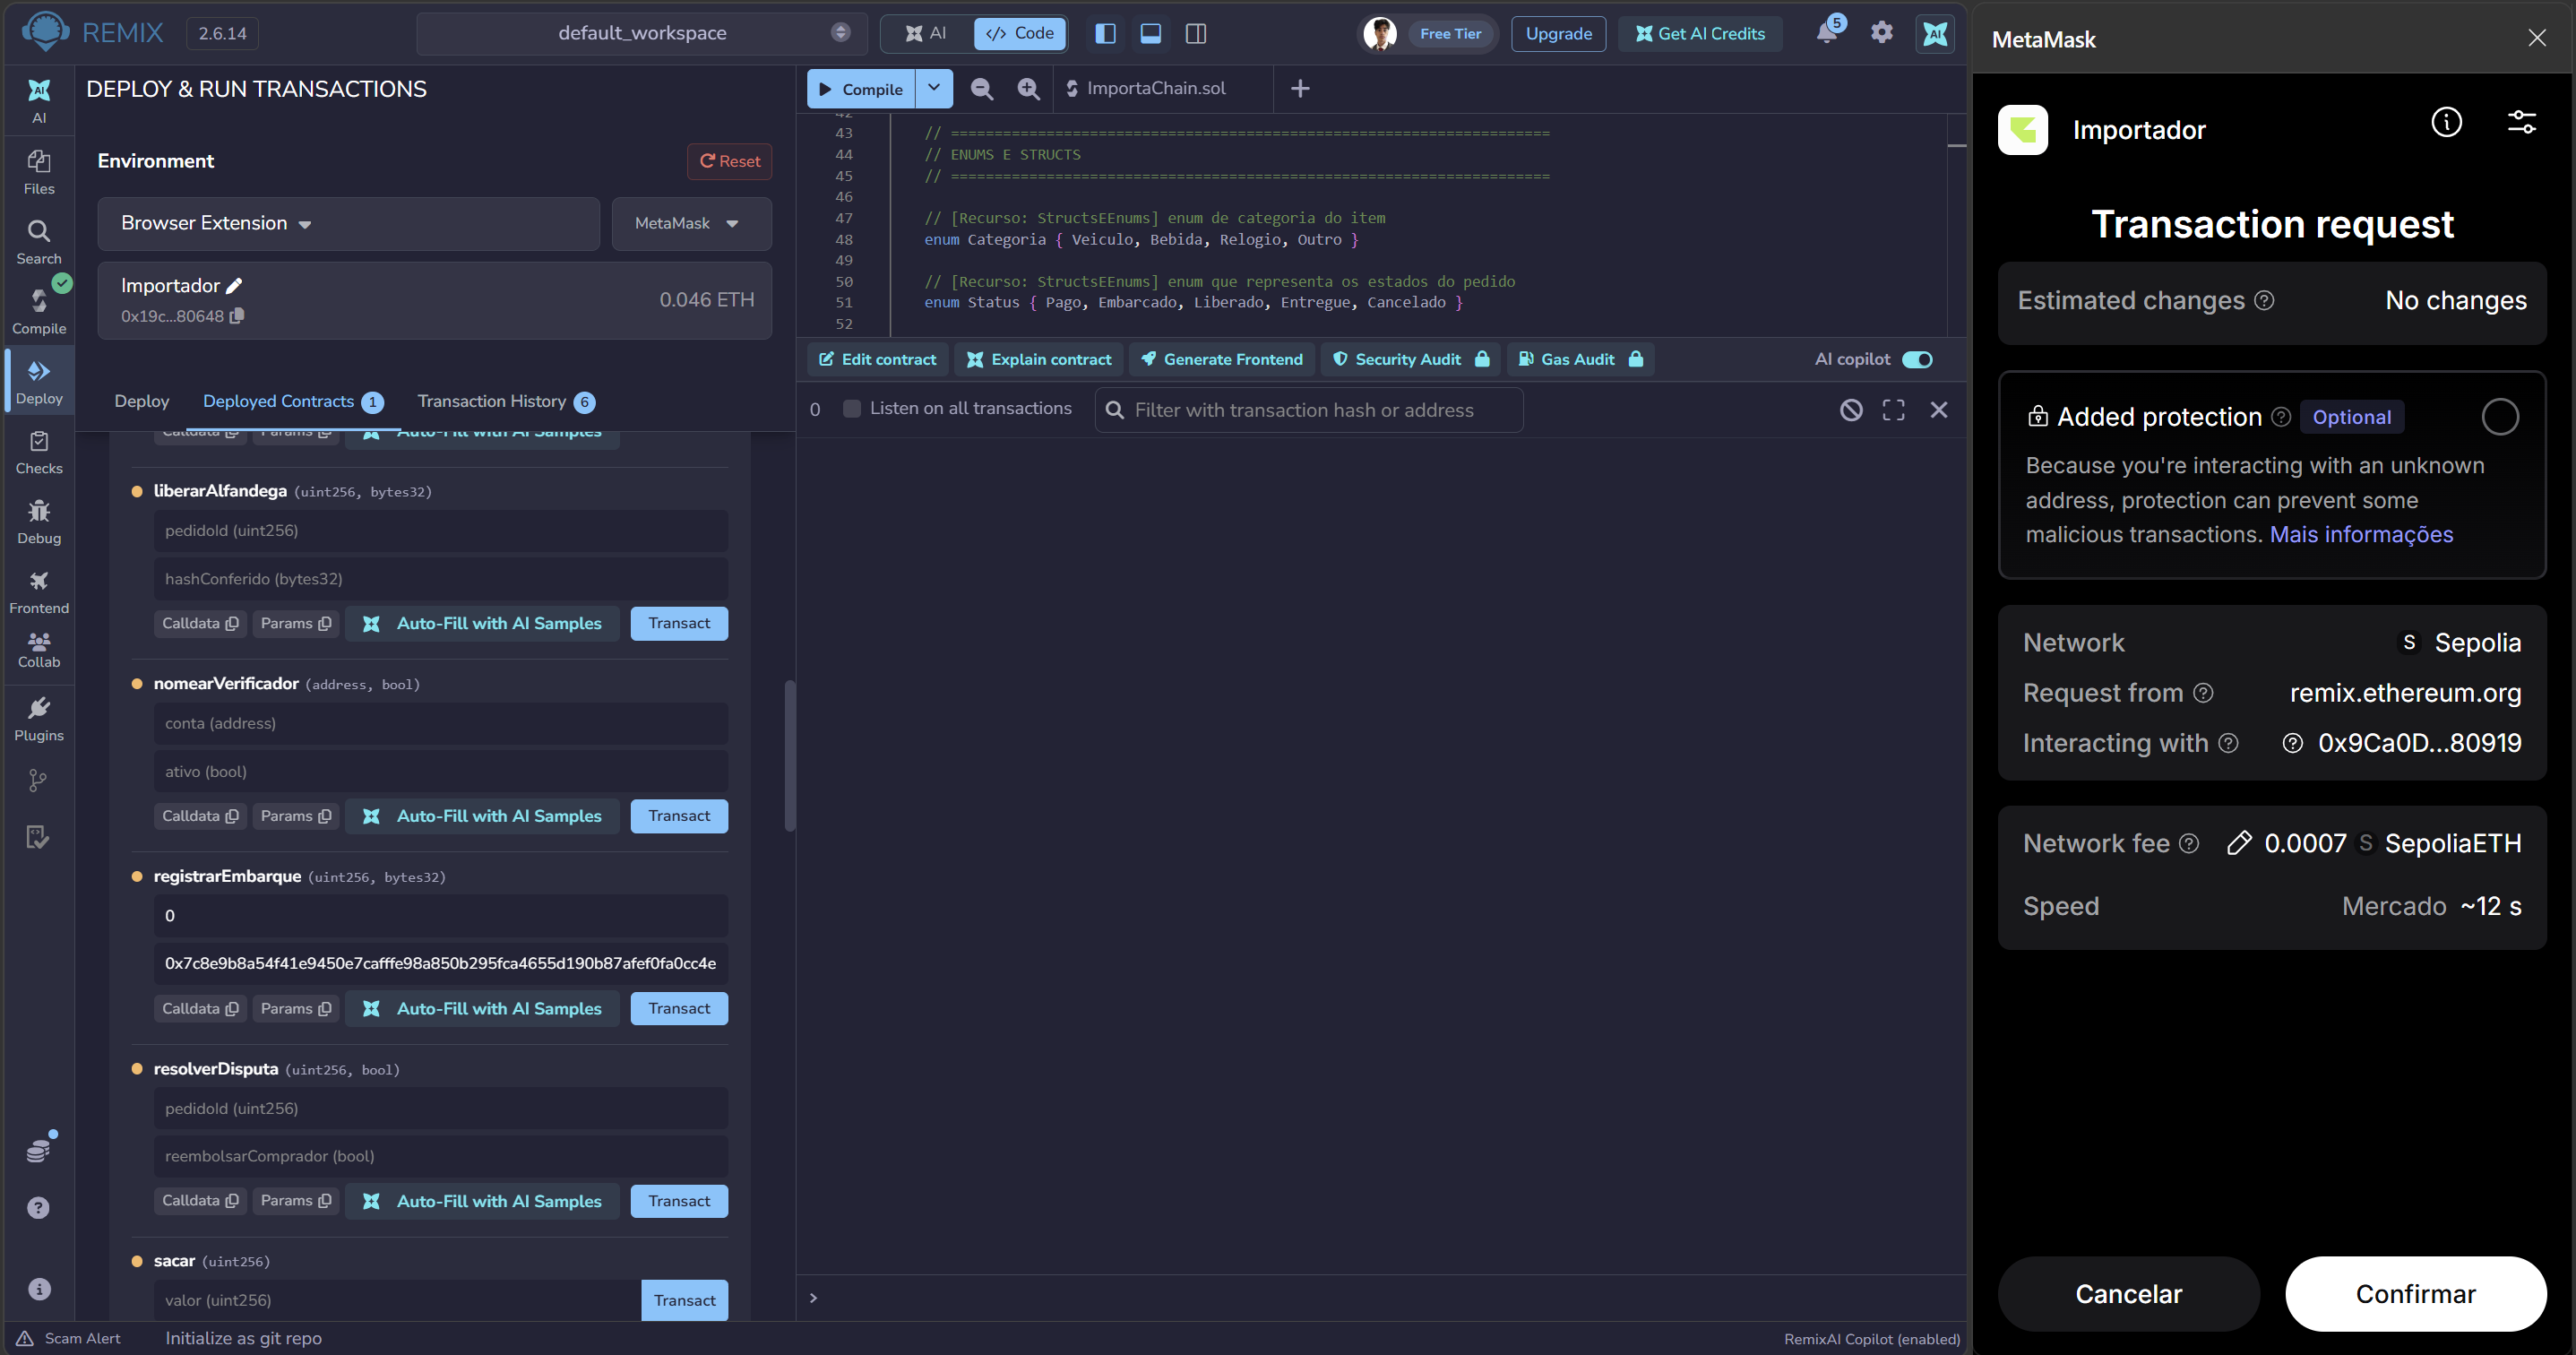 REMIX
2.6.14
default_workspace
AI
</> Code
Free Tier
Upgrade
Get AI Credits
5
AI
MetaMask
AI
Files
Search
Compile
Deploy
Checks
Debug
Frontend
Collab
Plugins
DEPLOY & RUN TRANSACTIONS
Environment
Reset
Browser Extension
MetaMask
Importador
0x19c...80648
0.046 ETH
Deploy
Deployed Contracts 1
Transaction History 6
Calldata
Params
Auto-Fill with AI Samples
liberarAlfandega (uint256, bytes32)
pedidoId (uint256)
hashConferido (bytes32)
Calldata
Params
Auto-Fill with AI Samples
Transact
nomearVerificador (address, bool)
conta (address)
ativo (bool)
Calldata
Params
Auto-Fill with AI Samples
Transact
registrarEmbarque (uint256, bytes32)
0
0x7c8e9b8a54f41e9450e7cafffe98a850b295fca4655d190b87afef0fa0cc4e
Calldata
Params
Auto-Fill with AI Samples
Transact
resolverDisputa (uint256, bool)
pedidoId (uint256)
reembolsarComprador (bool)
Calldata
Params
Auto-Fill with AI Samples
Transact
sacar (uint256)
valor (uint256)
Transact
Scam Alert
Initialize as git repo
Compile
ImportaChain.sol
42
43 // ======================================================================
44 // ENUMS E STRUCTS
45 // ======================================================================
46
47 // [Recurso: StructsEEnums] enum de categoria do item
48 enum Categoria { Veiculo, Bebida, Relogio, Outro }
49
50 // [Recurso: StructsEEnums] enum que representa os estados do pedido
51 enum Status { Pago, Embarcado, Liberado, Entregue, Cancelado }
52
Edit contract
Explain contract
Generate Frontend
Security Audit
Gas Audit
AI copilot
0
Listen on all transactions
Filter with transaction hash or address
>
RemixAI Copilot (enabled)
Importador
Transaction request
Estimated changes
No changes
Added protection
Optional
Because you're interacting with an unknown
address, protection can prevent some
malicious transactions. Mais informações
Network
S Sepolia
Request from
remix.ethereum.org
Interacting with
0x9Ca0D...80919
Network fee
0.0007 S SepoliaETH
Speed
Mercado ~12 s
Cancelar
Confirmar